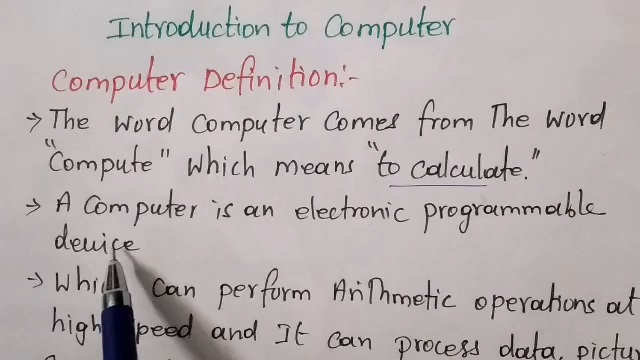 Introduction to Computer
Computer Definition:-
→ The word computer comes from The word
"Compute" which means "to calculate."
→ A Computer is an electronic programmable
device
→ Which can perform Arithmetic operations at
high speed and It can process data, pictu